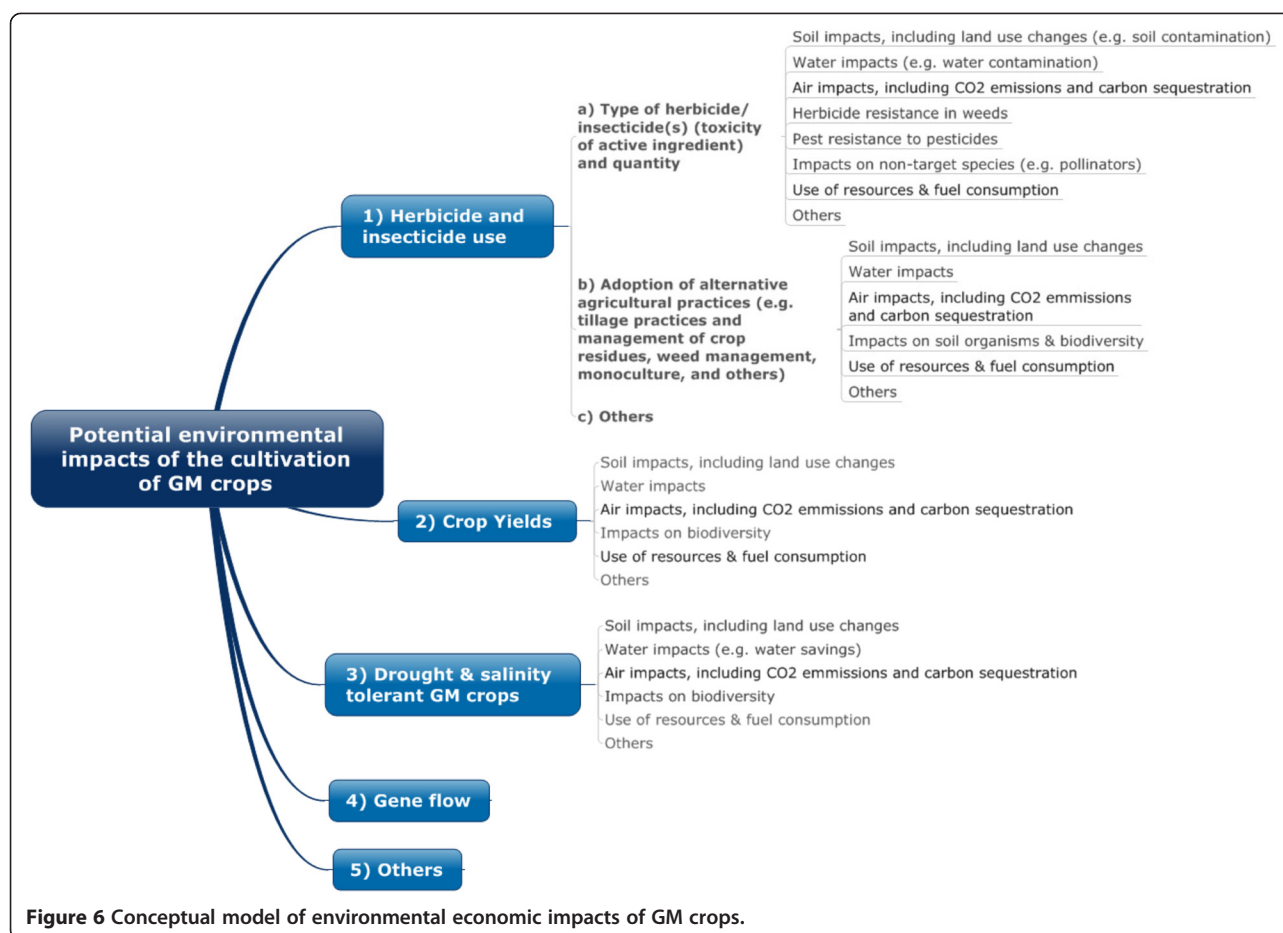 Potential environmental
impacts of the cultivation
of GM crops
1) Herbicide and
insecticide use
a) Type of herbicide/
insecticide(s) (toxicity
of active ingredient)
and quantity
Soil impacts, including land use changes (e.g. soil contamination)
Water impacts (e.g. water contamination)
Air impacts, including CO2 emissions and carbon sequestration
Herbicide resistance in weeds
Pest resistance to pesticides
Impacts on non-target species (e.g. pollinators)
Use of resources & fuel consumption
Others
b) Adoption of alternative
agricultural practices (e.g.
tillage practices and
management of crop
residues, weed management,
monoculture, and others)
Soil impacts, including land use changes
Water impacts
Air impacts, including CO2 emmissions
and carbon sequestration
Impacts on soil organisms & biodiversity
Use of resources & fuel consumption
Others
c) Others
2) Crop Yields
Soil impacts, including land use changes
Water impacts
Air impacts, including CO2 emmissions and carbon sequestration
Impacts on biodiversity
Use of resources & fuel consumption
Others
3) Drought & salinity
tolerant GM crops
Soil impacts, including land use changes
Water impacts (e.g. water savings)
Air impacts, including CO2 emmissions and carbon sequestration
Impacts on biodiversity
Use of resources & fuel consumption
Others
4) Gene flow
5) Others
Figure 6 Conceptual model of environmental economic impacts of GM crops.